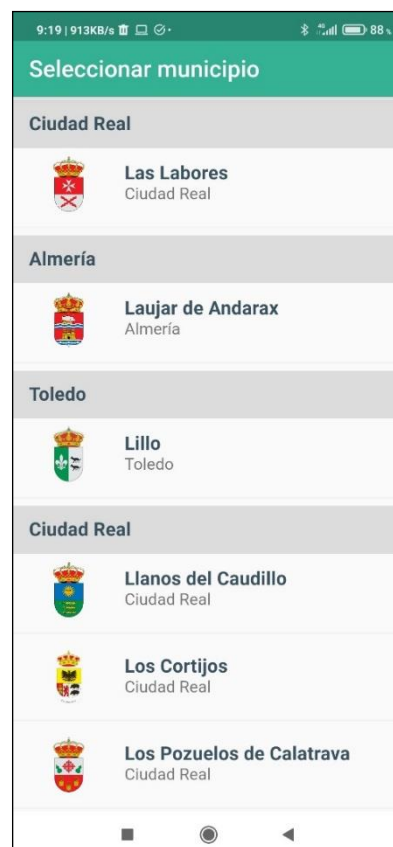 9:19 | 913KB/s 4G 88%
Seleccionar municipio
Ciudad Real
Las Labores
Ciudad Real
Almería
Laujar de Andarax
Almería
Toledo
Lillo
Toledo
Ciudad Real
Llanos del Caudillo
Ciudad Real
Los Cortijos
Ciudad Real
Los Pozuelos de Calatrava
Ciudad Real